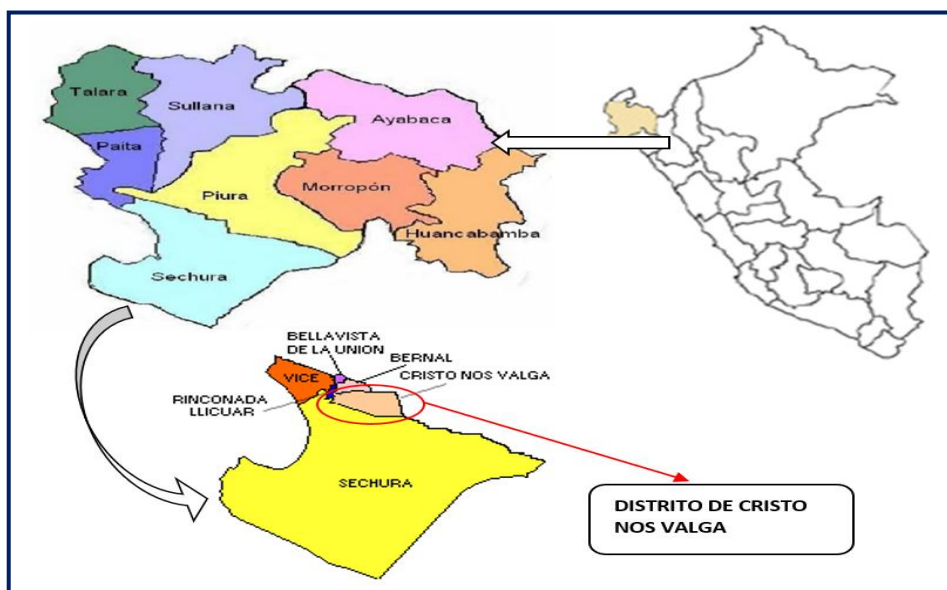 Talara
Sullana
Ayabaca
Paita
Piura
Morropón
Huancabamba
Sechura
BELLAVISTA
DE LA UNION
BERNAL
CRISTO NOS VALGA
VICE
RINCONADA
LLICUAR
SECHURA
DISTRITO DE CRISTO
NOS VALGA